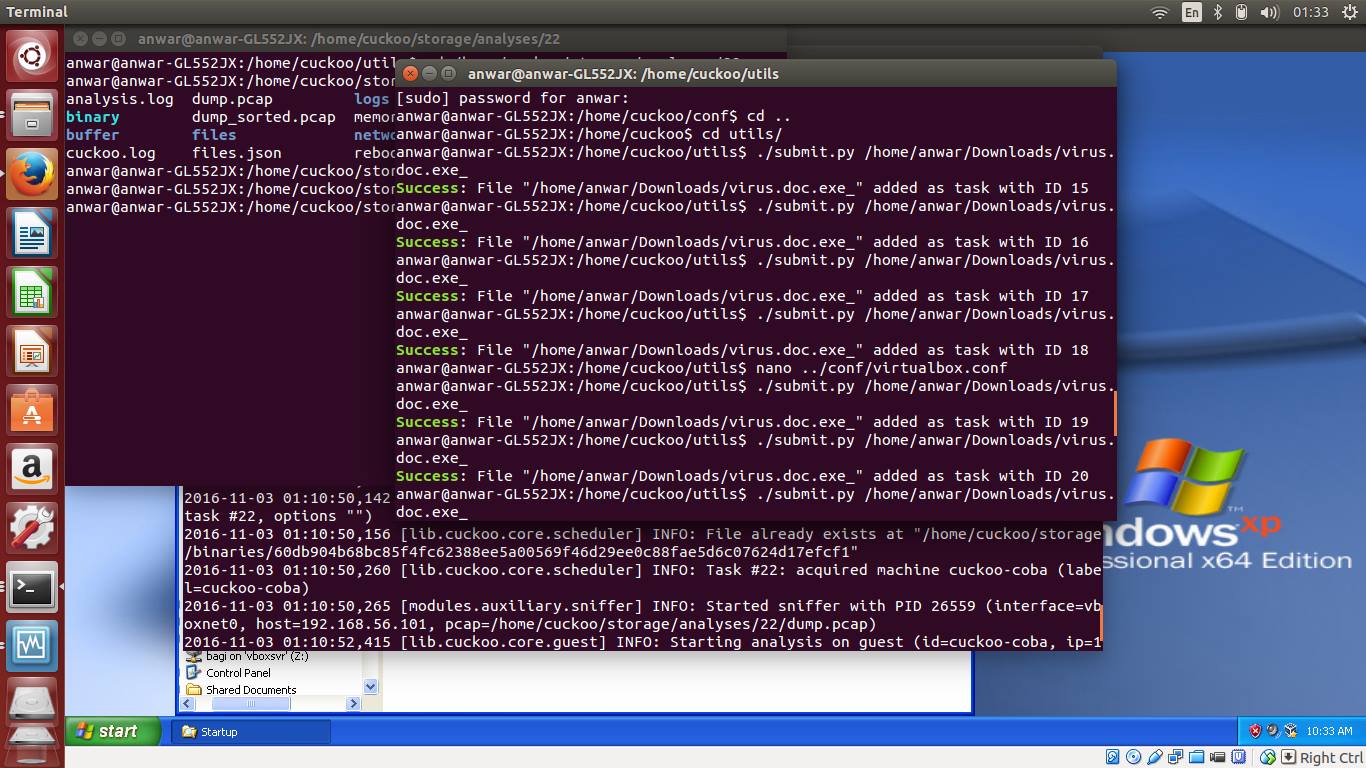 Terminal
En
01:33
anwar@anwar-GL552JX: /home/cuckoo/storage/analyses/22
anwar@anwar-GL552JX:/home/cuckoo/util
anwar@anwar-GL552JX:/home/cuckoo/stor
analysis.log dump.pcap logs
binary dump_sorted.pcap memor
buffer files netwo
cuckoo.log files.json reboo
anwar@anwar-GL552JX:/home/cuckoo/stor
anwar@anwar-GL552JX:/home/cuckoo/stor
anwar@anwar-GL552JX:/home/cuckoo/stor
anwar@anwar-GL552JX: /home/cuckoo/utils
[sudo] password for anwar:
anwar@anwar-GL552JX:/home/cuckoo/conf$ cd ..
anwar@anwar-GL552JX:/home/cuckoo$ cd utils/
anwar@anwar-GL552JX:/home/cuckoo/utils$ ./submit.py /home/anwar/Downloads/virus.
doc.exe_
Success: File "/home/anwar/Downloads/virus.doc.exe_" added as task with ID 15
anwar@anwar-GL552JX:/home/cuckoo/utils$ ./submit.py /home/anwar/Downloads/virus.
doc.exe_
Success: File "/home/anwar/Downloads/virus.doc.exe_" added as task with ID 16
anwar@anwar-GL552JX:/home/cuckoo/utils$ ./submit.py /home/anwar/Downloads/virus.
doc.exe_
Success: File "/home/anwar/Downloads/virus.doc.exe_" added as task with ID 17
anwar@anwar-GL552JX:/home/cuckoo/utils$ ./submit.py /home/anwar/Downloads/virus.
doc.exe_
Success: File "/home/anwar/Downloads/virus.doc.exe_" added as task with ID 18
anwar@anwar-GL552JX:/home/cuckoo/utils$ nano ../conf/virtualbox.conf
anwar@anwar-GL552JX:/home/cuckoo/utils$ ./submit.py /home/anwar/Downloads/virus.
doc.exe_
Success: File "/home/anwar/Downloads/virus.doc.exe_" added as task with ID 19
anwar@anwar-GL552JX:/home/cuckoo/utils$ ./submit.py /home/anwar/Downloads/virus.
doc.exe_
Success: File "/home/anwar/Downloads/virus.doc.exe_" added as task with ID 20
anwar@anwar-GL552JX:/home/cuckoo/utils$ ./submit.py /home/anwar/Downloads/virus.
doc.exe_
2016-11-03 01:10:50,142
task #22, options "")
2016-11-03 01:10:50,156 [lib.cuckoo.core.scheduler] INFO: File already exists at "/home/cuckoo/storage
/binaries/60db904b68bc85f4fc62388ee5a00569f46d29ee0c88fae5d6c07624d17efcf1"
2016-11-03 01:10:50,260 [lib.cuckoo.core.scheduler] INFO: Task #22: acquired machine cuckoo-coba (labe
l=cuckoo-coba)
2016-11-03 01:10:50,265 [modules.auxiliary.sniffer] INFO: Started sniffer with PID 26559 (interface=vb
oxnet0, host=192.168.56.101, pcap=/home/cuckoo/storage/analyses/22/dump.pcap)
2016-11-03 01:10:52,415 [lib.cuckoo.core.guest] INFO: Starting analysis on guest (id=cuckoo-coba, ip=1
ndows xp
TM
ssional x64 Edition
bagi on 'vboxsvr' (Z:)
Control Panel
Shared Documents
start
Startup
10:33 AM
Right Ctrl